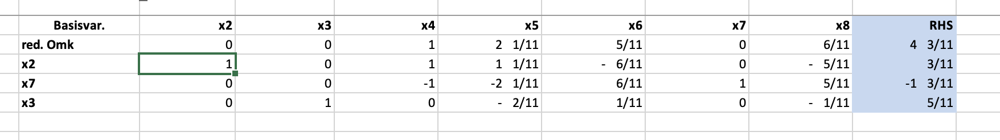 Basisvar. x2 x3 x4 x5 x6 x7 x8 RHS
red. Omk 0 0 1 2 1/11 5/11 0 6/11 4 3/11
x2 1 0 1 1 1/11 - 6/11 0 - 5/11 3/11
x7 0 0 -1 -2 1/11 6/11 1 5/11 -1 3/11
x3 0 1 0 - 2/11 1/11 0 - 1/11 5/11